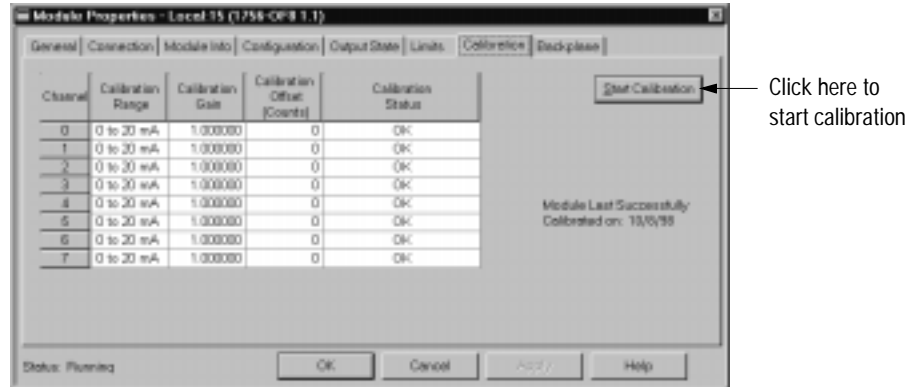 Module Properties - Local:15 (1756-OF8 1.1)
General Connection Module Info Configuration Output State Limits Calibration Backplane
Channel Calibration Range Calibration Gain Calibration Offset (Counts) Calibration Status
0 0 to 20 mA 1.000000 0 OK
1 0 to 20 mA 1.000000 0 OK
2 0 to 20 mA 1.000000 0 OK
3 0 to 20 mA 1.000000 0 OK
4 0 to 20 mA 1.000000 0 OK
5 0 to 20 mA 1.000000 0 OK
6 0 to 20 mA 1.000000 0 OK
7 0 to 20 mA 1.000000 0 OK
Start Calibration
Click here to
start calibration
Module Last Successfully
Calibrated on:
Status: Running
OK Cancel Apply Help